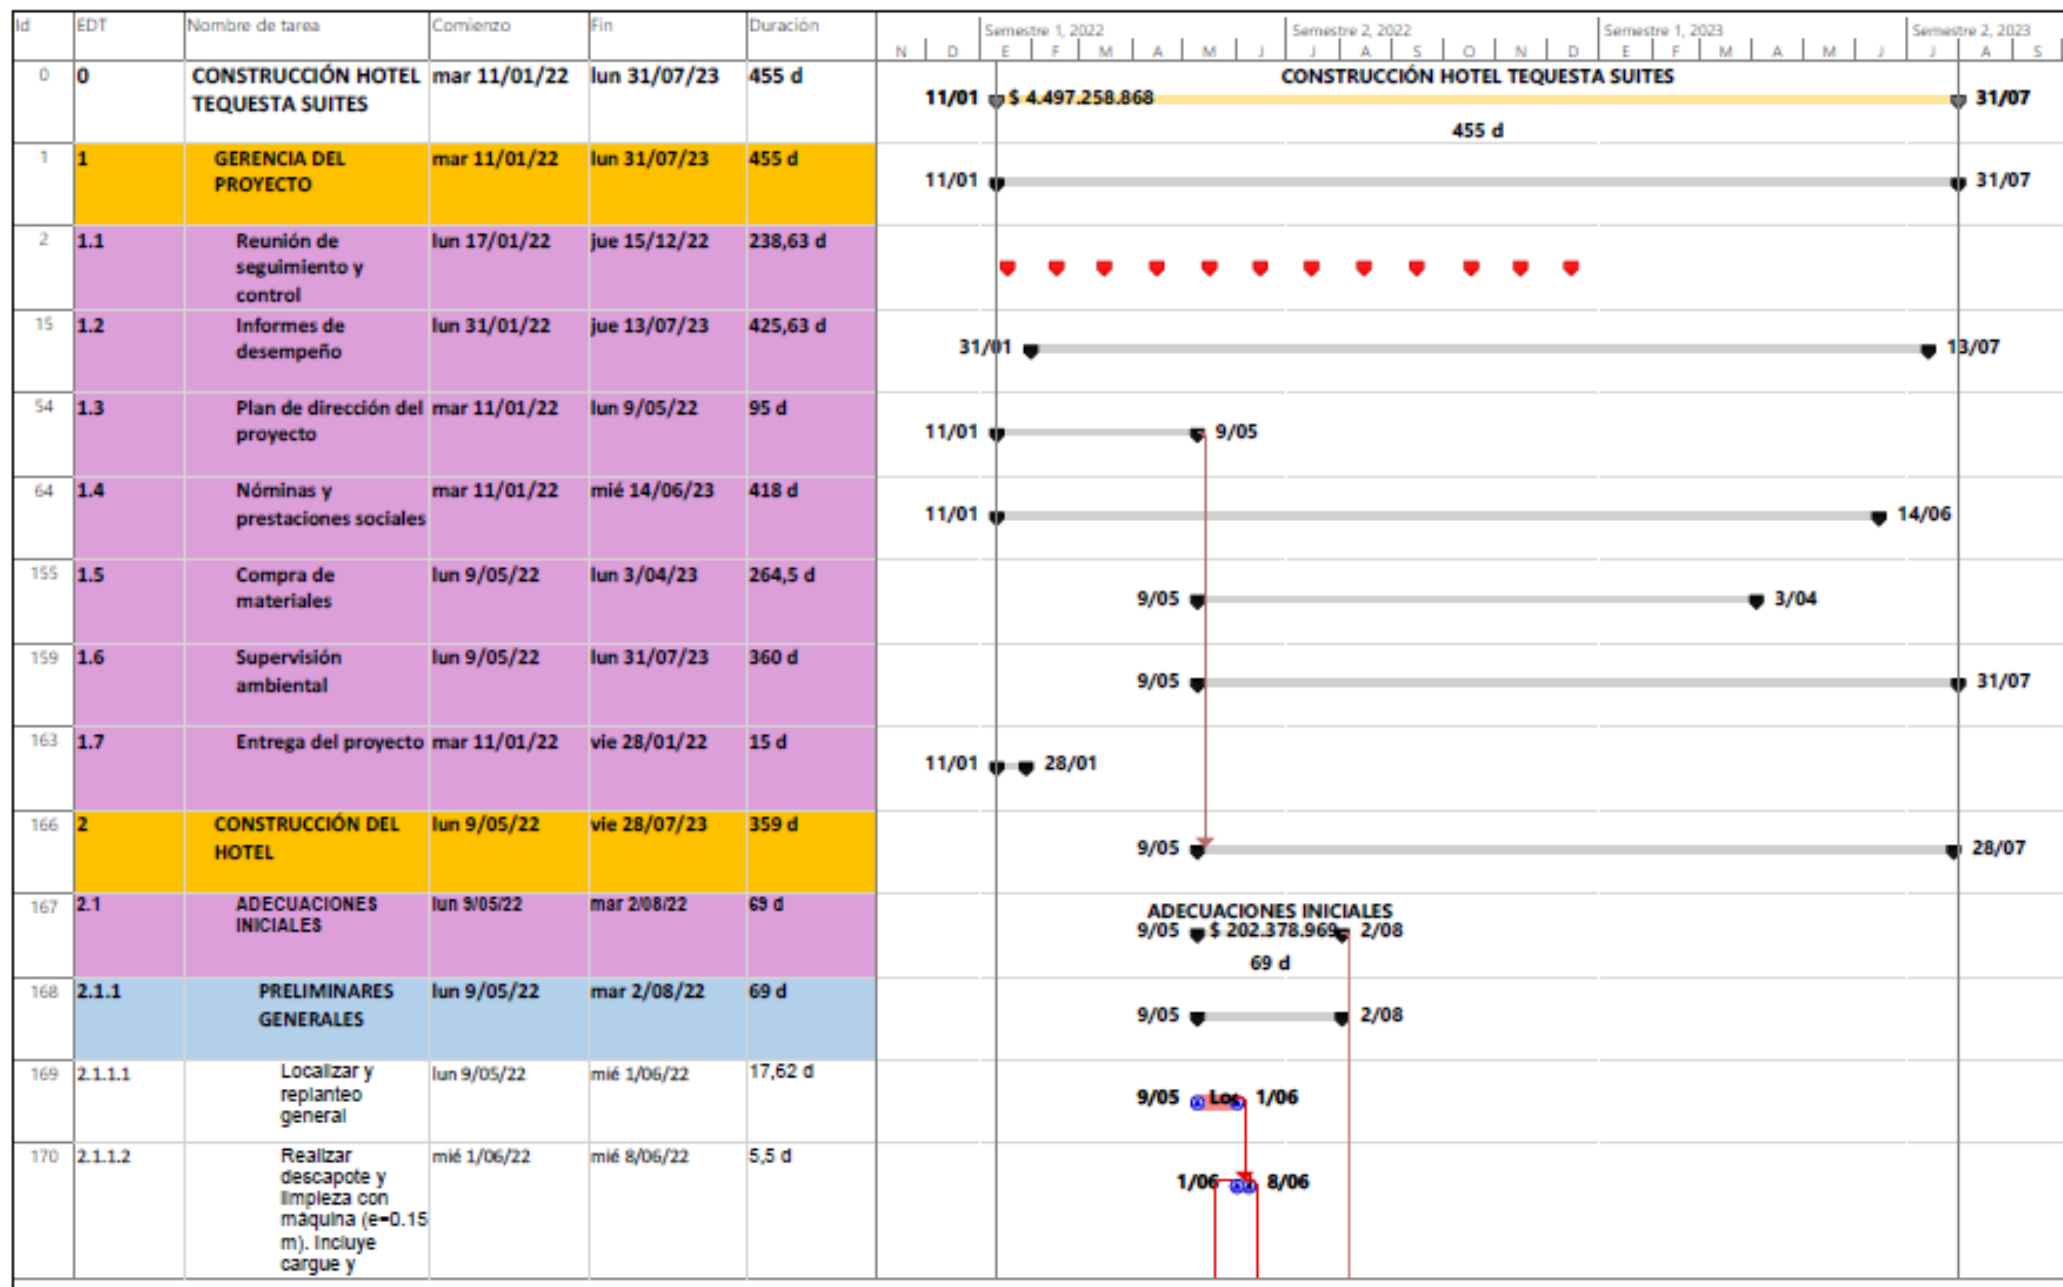 Id EDT Nombre de tarea Comienzo Fin Duración
Semestre 1, 2022 Semestre 2, 2022 Semestre 1, 2023 Semestre 2, 2023
N D E F M A M J J A S O N D E F M A M J J A S
0 0 CONSTRUCCIÓN HOTEL mar 11/01/22 lun 31/07/23 455 d
TEQUESTA SUITES
CONSTRUCCIÓN HOTEL TEQUESTA SUITES
11/01 $ 4.497.258.868 31/07
455 d
1 1 GERENCIA DEL mar 11/01/22 lun 31/07/23 455 d
PROYECTO
11/01 31/07
2 1.1 Reunión de lun 17/01/22 jue 15/12/22 238,63 d
seguimiento y
control
15 1.2 Informes de lun 31/01/22 jue 13/07/23 425,63 d
desempeño
31/01 13/07
54 1.3 Plan de dirección del mar 11/01/22 lun 9/05/22 95 d
proyecto
11/01 9/05
64 1.4 Nóminas y mar 11/01/22 mié 14/06/23 418 d
prestaciones sociales
11/01 14/06
155 1.5 Compra de lun 9/05/22 lun 3/04/23 264,5 d
materiales
9/05 3/04
159 1.6 Supervisión lun 9/05/22 lun 31/07/23 360 d
ambiental
9/05 31/07
163 1.7 Entrega del proyecto mar 11/01/22 vie 28/01/22 15 d
11/01 28/01
166 2 CONSTRUCCIÓN DEL lun 9/05/22 vie 28/07/23 359 d
HOTEL
9/05 28/07
167 2.1 ADECUACIONES lun 9/05/22 mar 2/08/22 69 d
INICIALES
ADECUACIONES INICIALES
9/05 $ 202.378.969 2/08
69 d
168 2.1.1 PRELIMINARES lun 9/05/22 mar 2/08/22 69 d
GENERALES
9/05 2/08
169 2.1.1.1 Localizar y lun 9/05/22 mié 1/06/22 17,62 d
replanteo
general
9/05 Loc 1/06
170 2.1.1.2 Realizar mié 1/06/22 mié 8/06/22 5,5 d
descapote y
limpieza con
máquina (e=0.15
m). Incluye
cargue y
1/06 8/06